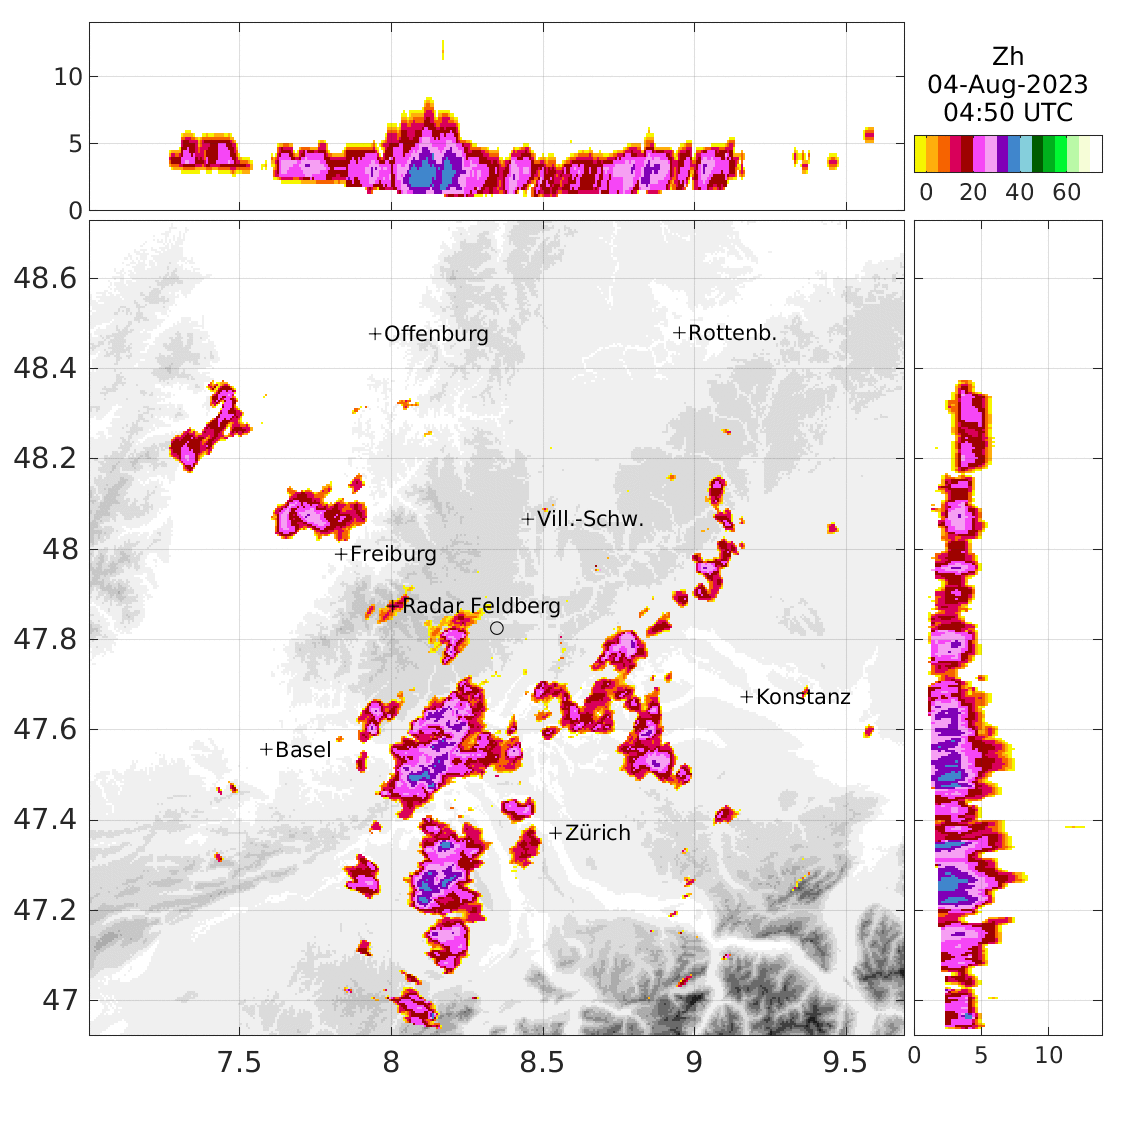 10
5
0
Zh
04-Aug-2023
04:50 UTC
0 20 40 60
48.6
48.4
48.2
48
47.8
47.6
47.4
47.2
47
+Offenburg
+Rottenb.
+Vill.-Schw.
+Freiburg
+Radar Feldberg
+Konstanz
+Basel
+Zürich
7.5 8 8.5 9 9.5
0 5 10